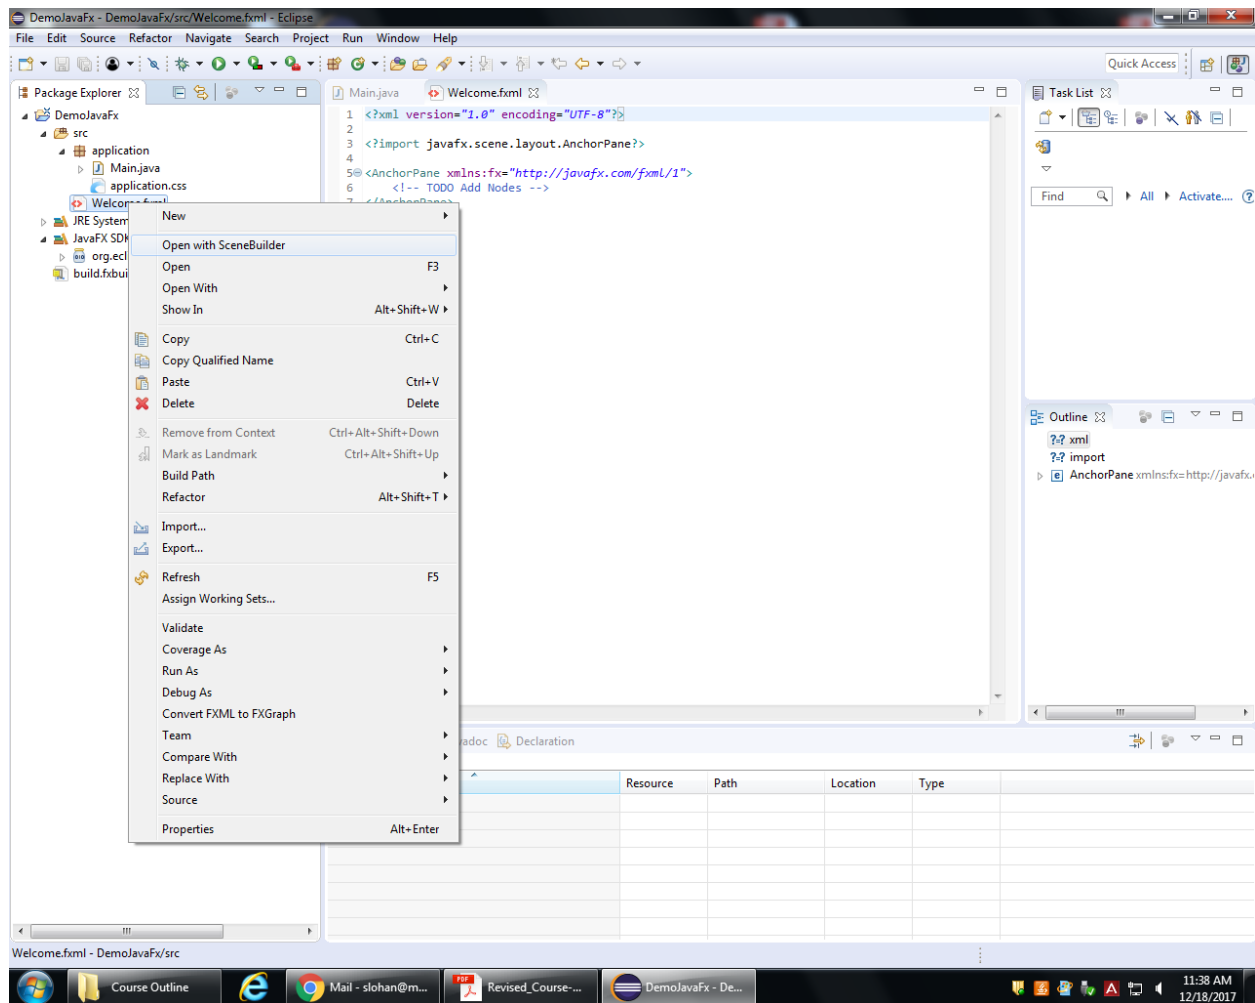 DemoJavaFx - DemoJavaFx/src/Welcome.fxml - Eclipse
File Edit Source Refactor Navigate Search Project Run Window Help
Quick Access
Package Explorer
DemoJavaFx
src
application
Main.java
application.css
Welcome.fxml
JRE System
JavaFX SDK
org.ecl
build.fxbui
Main.java Welcome.fxml
1 <?xml version="1.0" encoding="UTF-8"?>
2
3 <?import javafx.scene.layout.AnchorPane?>
4
5 <AnchorPane xmlns:fx="http://javafx.com/fxml/1">
6 <!-- TODO Add Nodes -->
7 </AnchorPane>
New
Open with SceneBuilder
Open F3
Open With
Show In Alt+Shift+W
Copy Ctrl+C
Copy Qualified Name
Paste Ctrl+V
Delete Delete
Remove from Context Ctrl+Alt+Shift+Down
Mark as Landmark Ctrl+Alt+Shift+Up
Build Path
Refactor Alt+Shift+T
Import...
Export...
Refresh F5
Assign Working Sets...
Validate
Coverage As
Run As
Debug As
Convert FXML to FXGraph
Team
Compare With
Replace With
Source
Properties Alt+Enter
Task List
Find All Activate....
Outline
?=? xml
?=? import
e AnchorPane xmlns:fx=http://javafx.
adoc Declaration
Resource Path Location Type
Welcome.fxml - DemoJavaFx/src
Course Outline
Mail - slohan@m...
Revised_Course-...
DemoJavaFx - De...
11:38 AM
12/18/2017